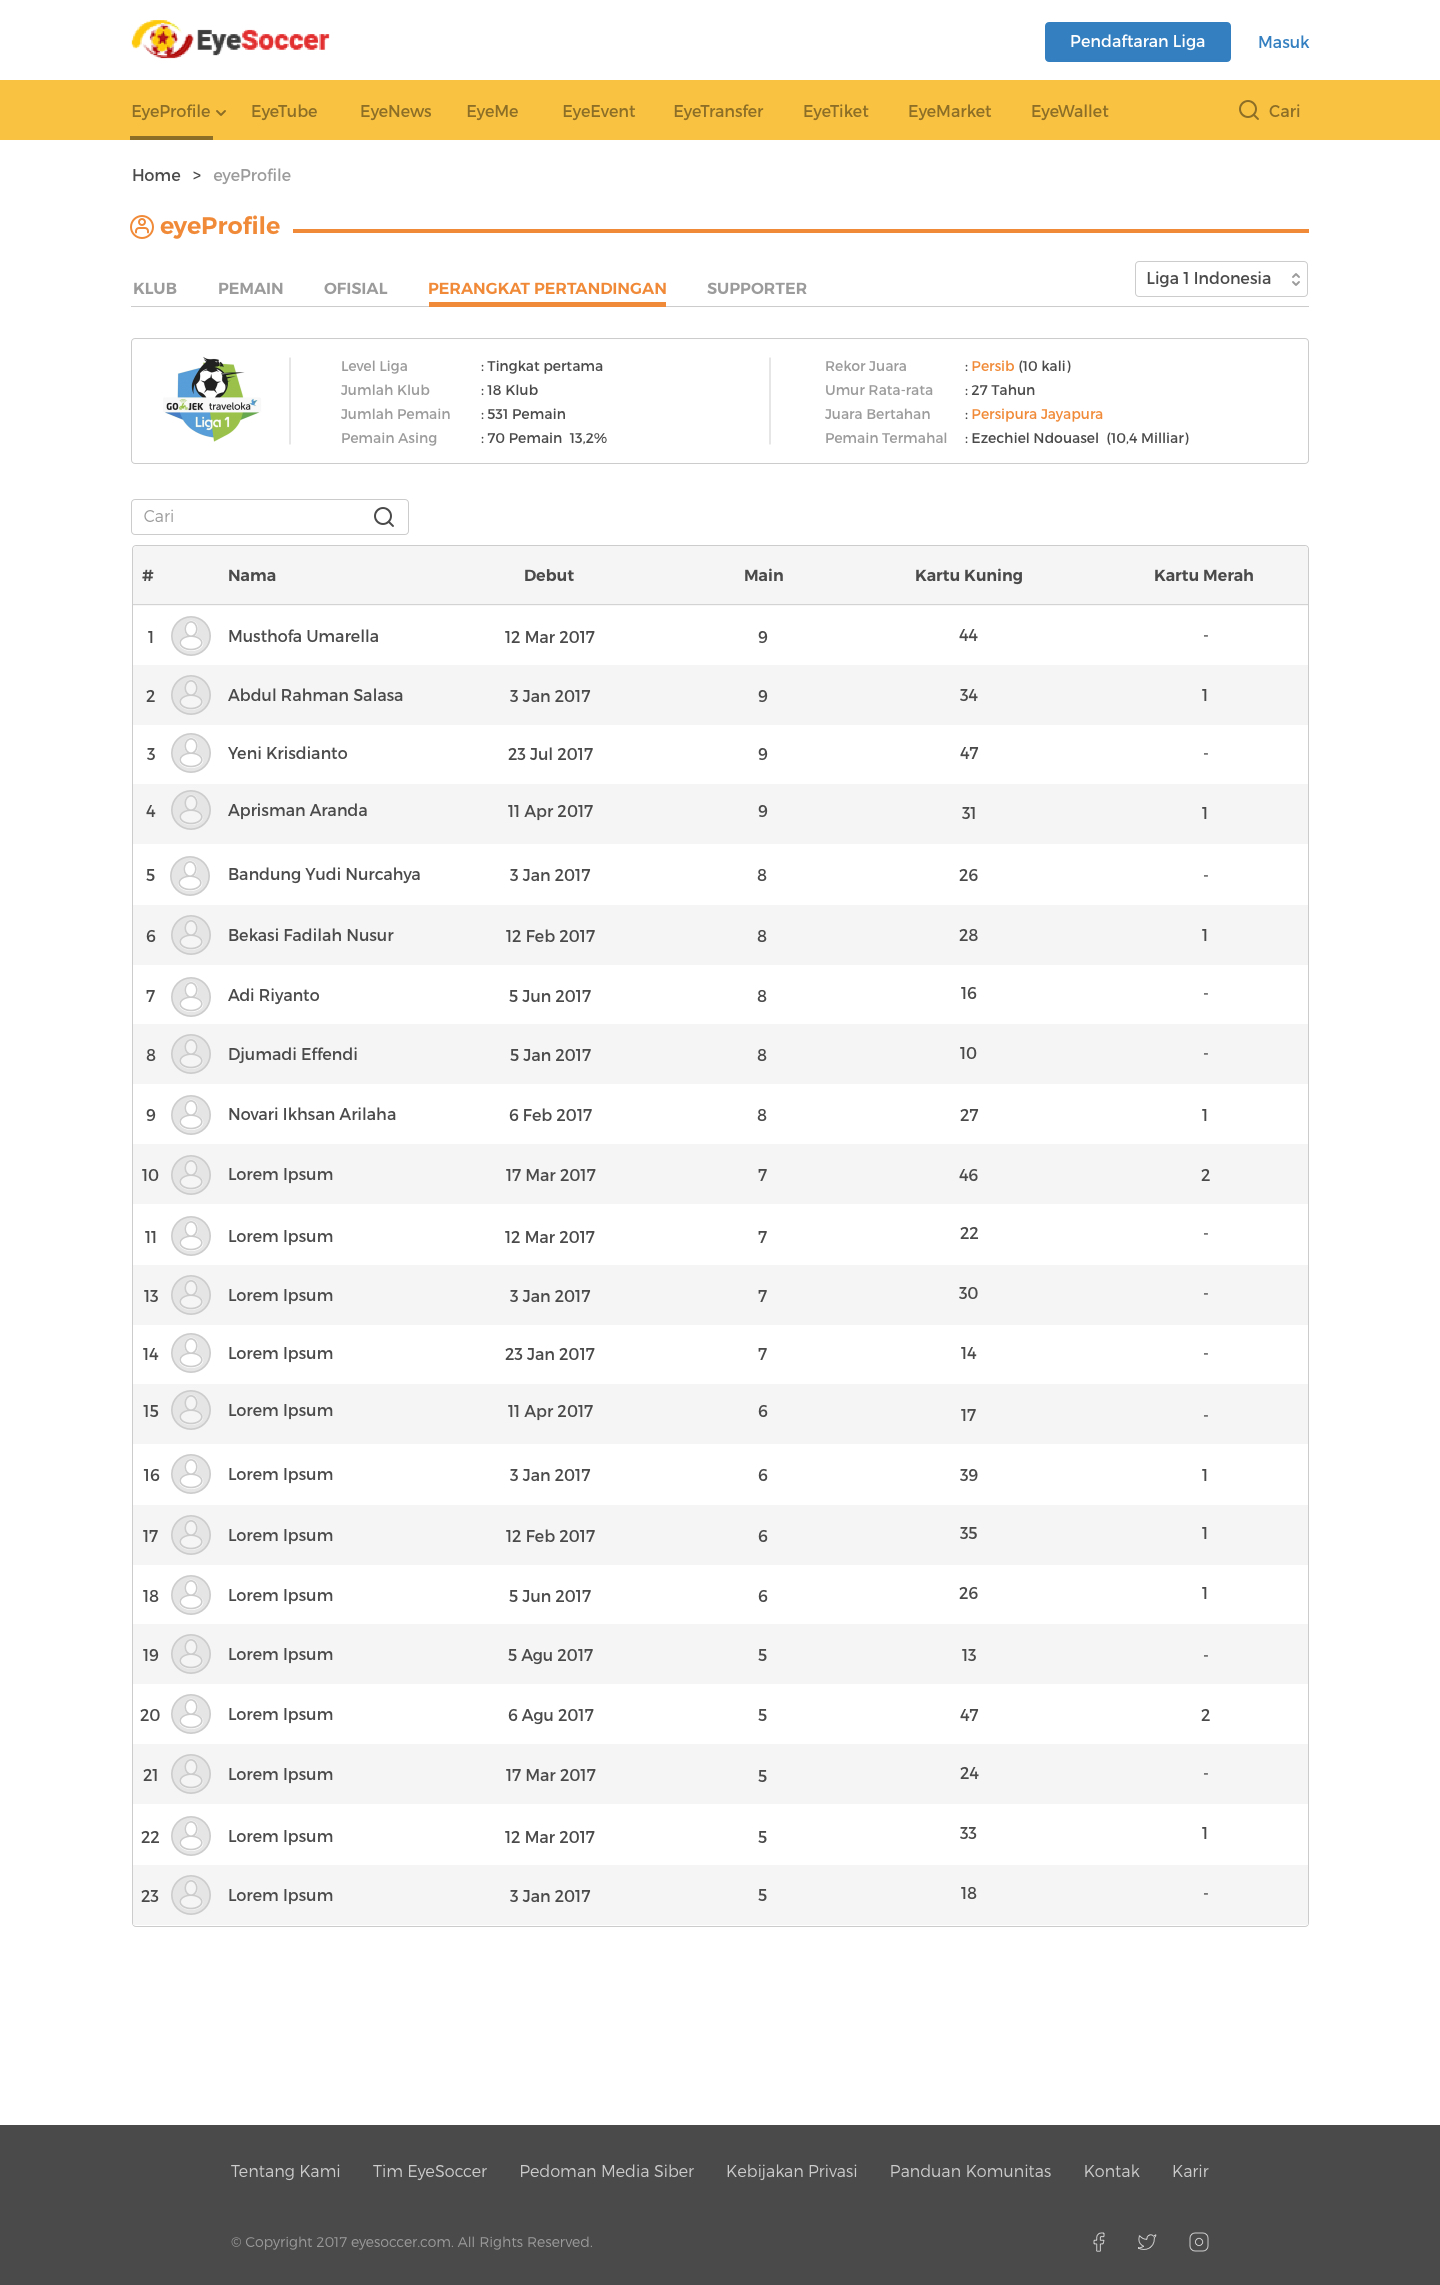 EyeSoccer
Pendaftaran Liga Masuk
EyeProfile EyeTube EyeNews EyeMe EyeEvent EyeTransfer EyeTiket EyeMarket EyeWallet Cari
Home > eyeProfile
eyeProfile
KLUB PEMAIN OFISIAL PERANGKAT PERTANDINGAN SUPPORTER Liga 1 Indonesia
GO-JEK traveloka
Liga 1
Level Liga : Tingkat pertama
Jumlah Klub : 18 Klub
Jumlah Pemain : 531 Pemain
Pemain Asing : 70 Pemain 13,2%
Rekor Juara : Persib (10 kali)
Umur Rata-rata : 27 Tahun
Juara Bertahan : Persipura Jayapura
Pemain Termahal : Ezechiel Ndouasel (10,4 Milliar)
Cari
# Nama Debut Main Kartu Kuning Kartu Merah
1 Musthofa Umarella 12 Mar 2017 9 44 -
2 Abdul Rahman Salasa 3 Jan 2017 9 34 1
3 Yeni Krisdianto 23 Jul 2017 9 47 -
4 Aprisman Aranda 11 Apr 2017 9 31 1
5 Bandung Yudi Nurcahya 3 Jan 2017 8 26 -
6 Bekasi Fadilah Nusur 12 Feb 2017 8 28 1
7 Adi Riyanto 5 Jun 2017 8 16 -
8 Djumadi Effendi 5 Jan 2017 8 10 -
9 Novari Ikhsan Arilaha 6 Feb 2017 8 27 1
10 Lorem Ipsum 17 Mar 2017 7 46 2
11 Lorem Ipsum 12 Mar 2017 7 22 -
13 Lorem Ipsum 3 Jan 2017 7 30 -
14 Lorem Ipsum 23 Jan 2017 7 14 -
15 Lorem Ipsum 11 Apr 2017 6 17 -
16 Lorem Ipsum 3 Jan 2017 6 39 1
17 Lorem Ipsum 12 Feb 2017 6 35 1
18 Lorem Ipsum 5 Jun 2017 6 26 1
19 Lorem Ipsum 5 Agu 2017 5 13 -
20 Lorem Ipsum 6 Agu 2017 5 47 2
21 Lorem Ipsum 17 Mar 2017 5 24 -
22 Lorem Ipsum 12 Mar 2017 5 33 1
23 Lorem Ipsum 3 Jan 2017 5 18 -
Tentang Kami Tim EyeSoccer Pedoman Media Siber Kebijakan Privasi Panduan Komunitas Kontak Karir
© Copyright 2017 eyesoccer.com. All Rights Reserved.